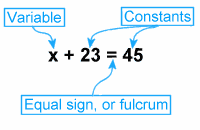 Variable
Constants
x + 23 = 45
Equal sign, or fulcrum